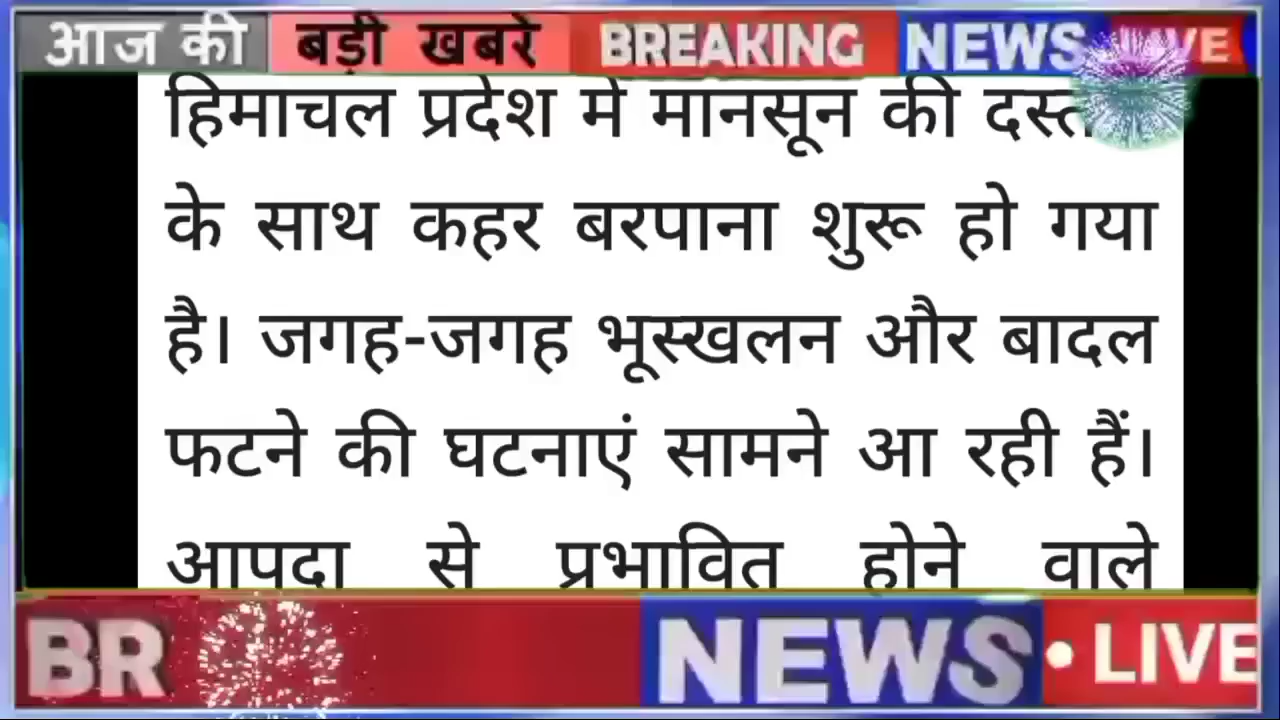 आज की बड़ी खबरे BREAKING NEWS
हिमाचल प्रदेश में मानसून की
के साथ कहर बरपाना शुरू हो गया
है। जगह-जगह भूस्खलन और बादल
फटने की घटनाएं सामने आ रही हैं।
आपदा से प्रभावित होने वाले
BR NEWS • LIVE